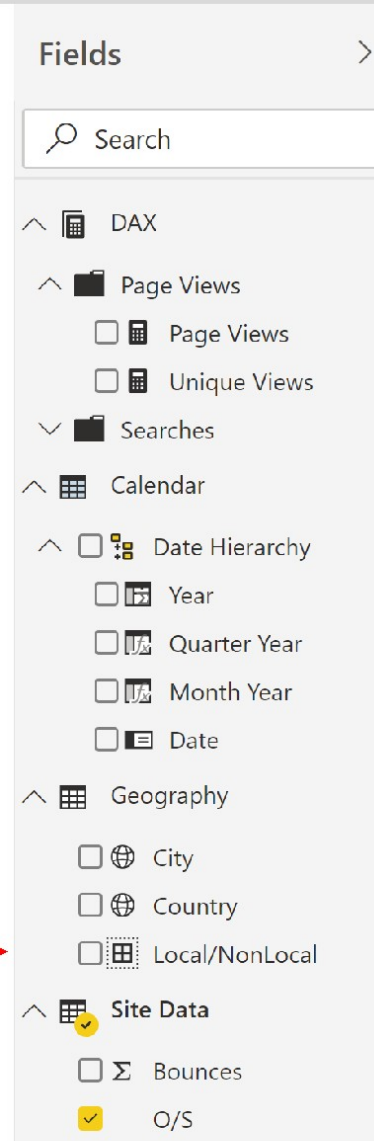 Fields
Search
DAX
Page Views
Page Views
Unique Views
Searches
Calendar
Date Hierarchy
Year
Quarter Year
Month Year
Date
Geography
City
Country
Local/NonLocal
Site Data
Bounces
O/S